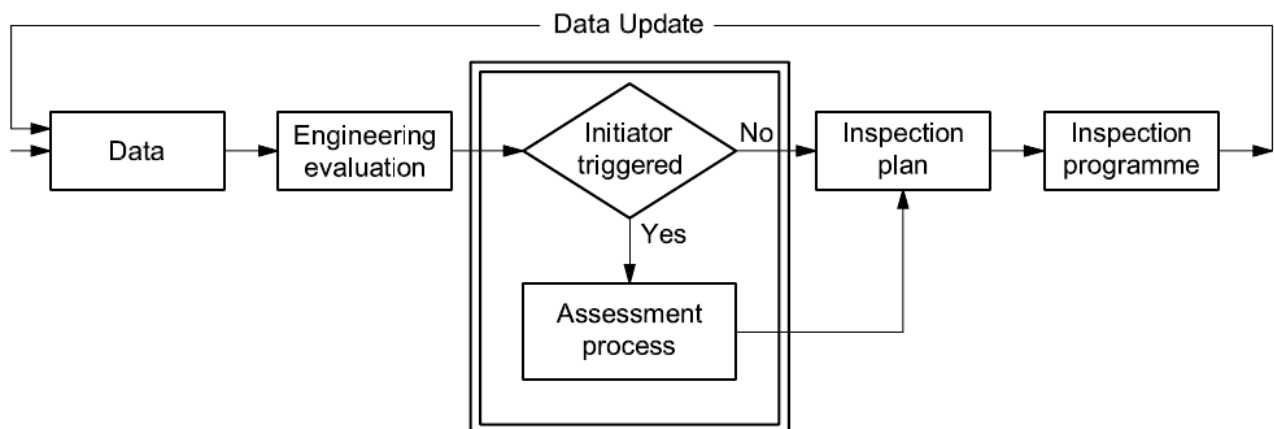 Data Update
Data
Engineering
evaluation
Initiator
triggered
No
Inspection
plan
Inspection
programme
Yes
Assessment
process